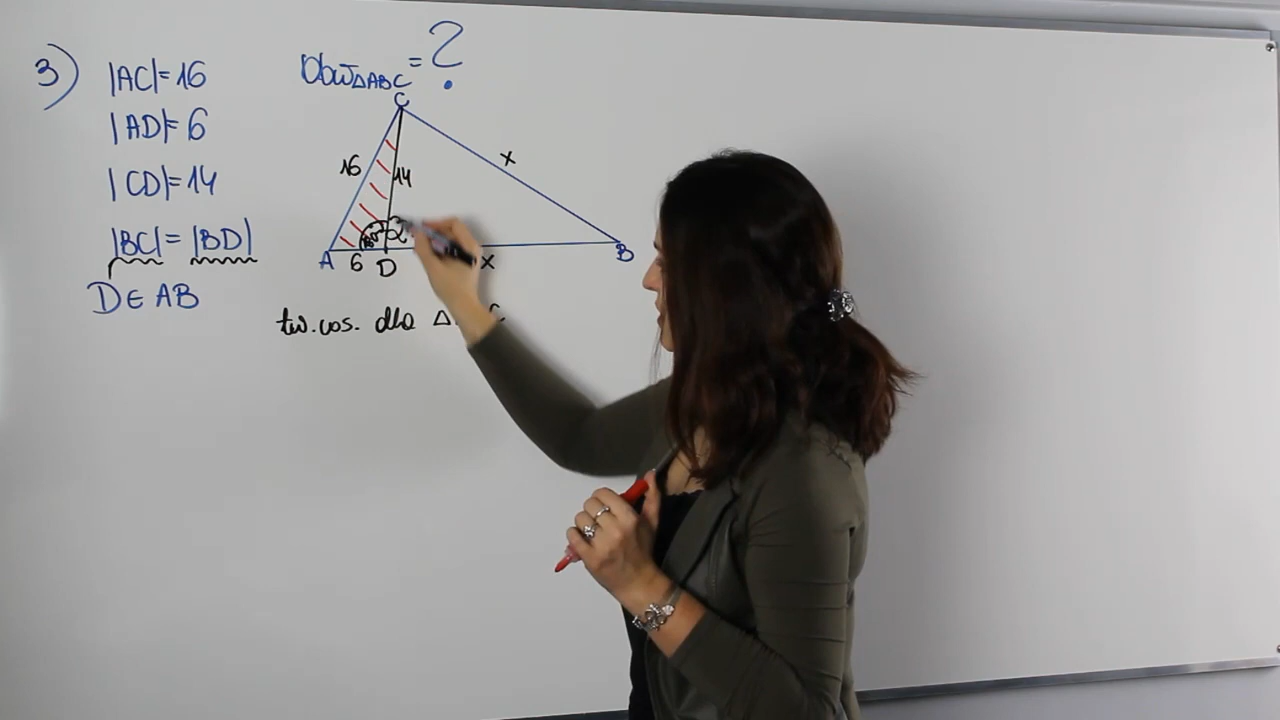 3) |AC|=16
|AD|=6
|CD|=14
|BC|=|BD|
D∈AB
Obw△ABC = ?
C
16
14
x
A
6
D
x
B
tw. cos. dla △